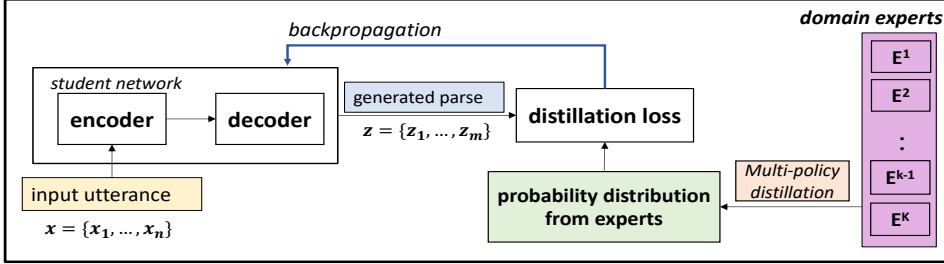 domain experts
backpropagation
E¹
student network
generated parse
E²
encoder
decoder
distillation loss
z = {z₁, ..., zₘ}
:
input utterance
probability distribution
from experts
Multi-policy
distillation
Eᵏ⁻¹
x = {x₁, ..., xₙ}
Eᴷ